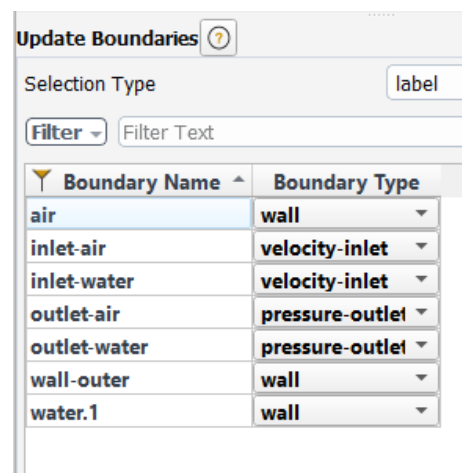 Update Boundaries ?
Selection Type label
Filter Filter Text
Boundary Name Boundary Type
air wall
inlet-air velocity-inlet
inlet-water velocity-inlet
outlet-air pressure-outlet
outlet-water pressure-outlet
wall-outer wall
water.1 wall